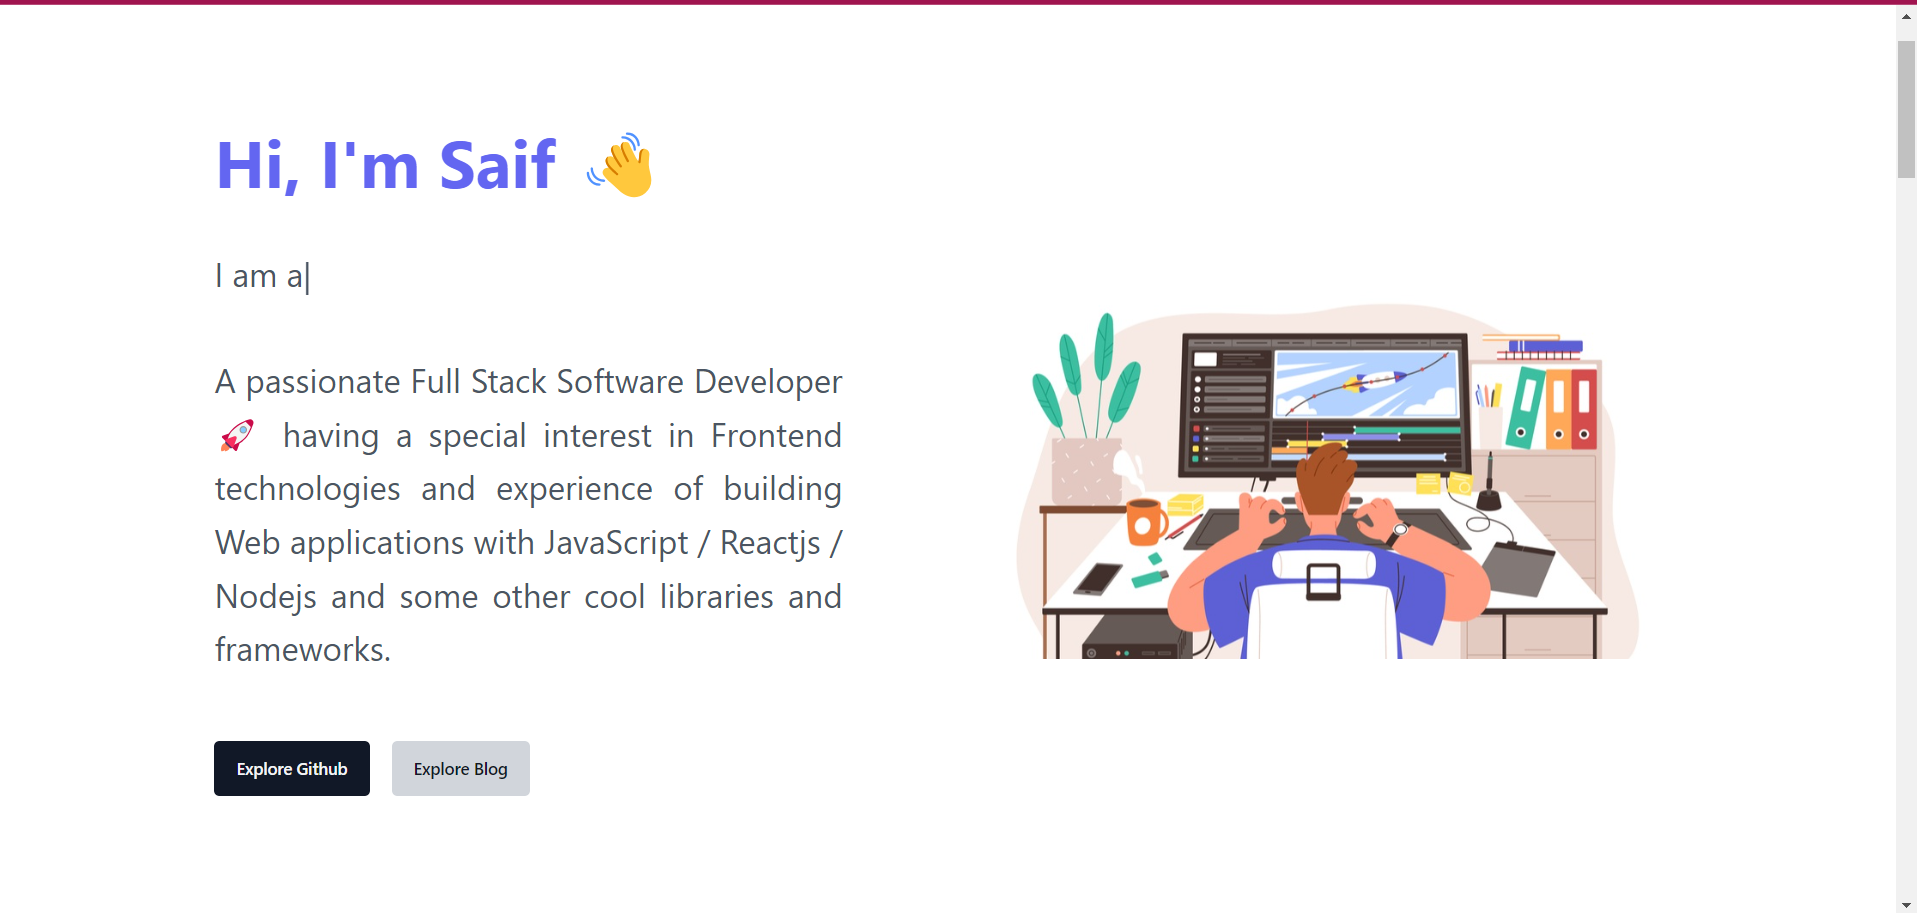 Hi, I'm Saif 👋
I am a|
A passionate Full Stack Software Developer
🚀 having a special interest in Frontend
technologies and experience of building
Web applications with JavaScript / Reactjs /
Nodejs and some other cool libraries and
frameworks.
Explore Github
Explore Blog